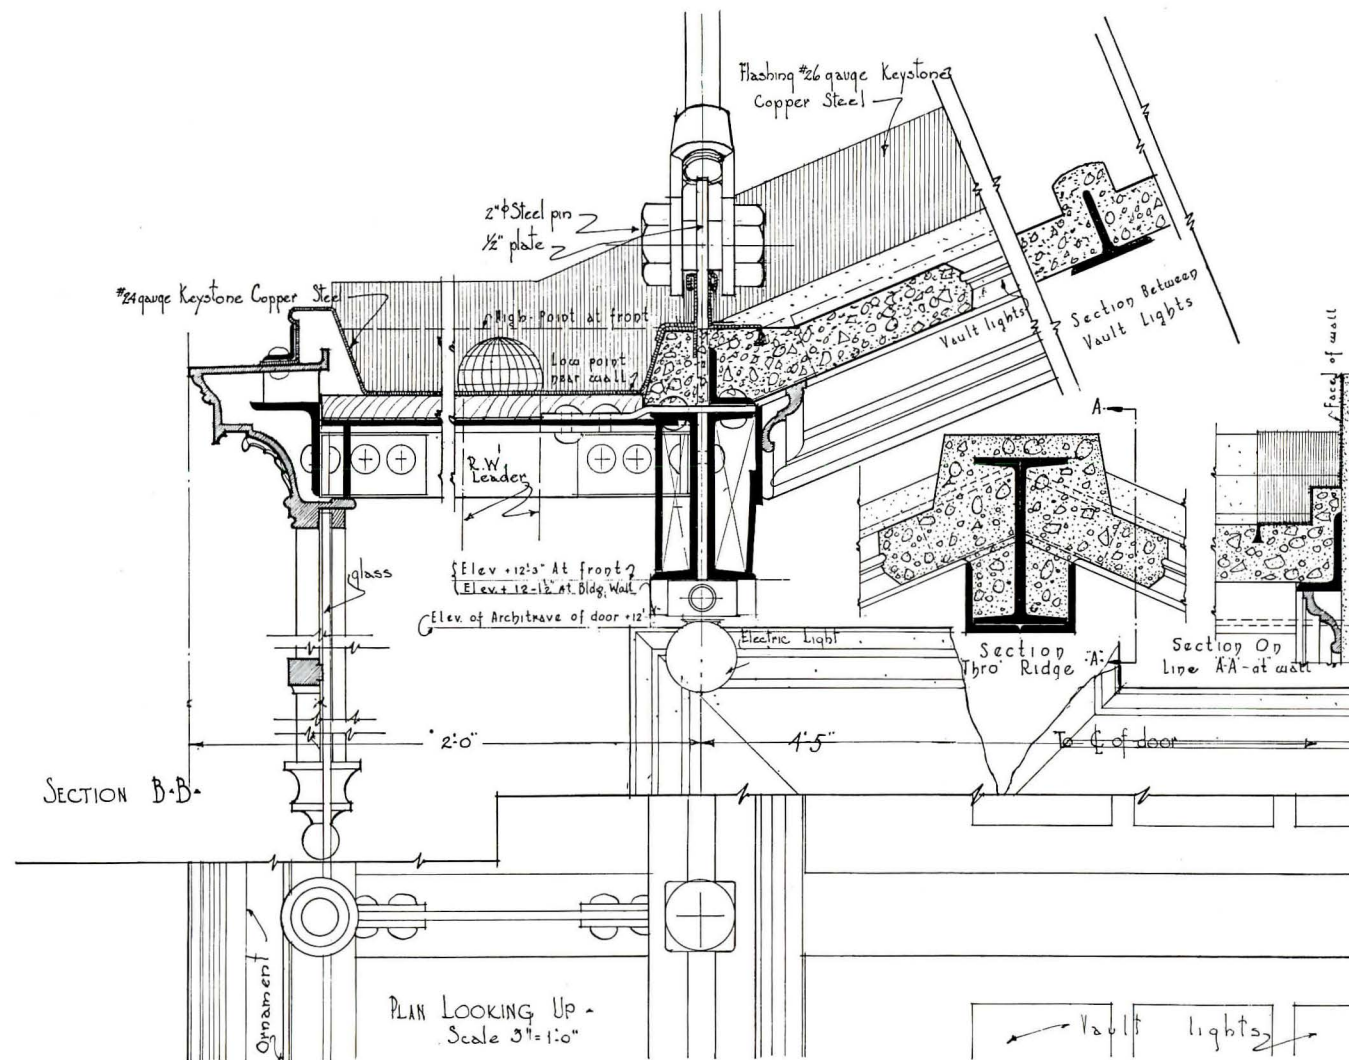 Flashing #26 gauge Keystone
Copper Steel
2"ϕ Steel pin
½" plate
#24 gauge Keystone Copper Steel
High-Point at front
Low point
near wall
Vault lights
Section Between
Vault Lights
Face of wall
A
R.W.
Leader
glass
Elev +12'-3" At front
Elev. + 12-1½" At Bldg. Wall
Elev. of Architrave of door +12'
Electric Light
Section
Thro' Ridge
"A"
Section On
Line "A-A"-at wall
2'-0"
4'-5"
To ℄ of door
SECTION B-B-
Ornament
PLAN LOOKING UP -
Scale 3"=1'-0"
Vault lights